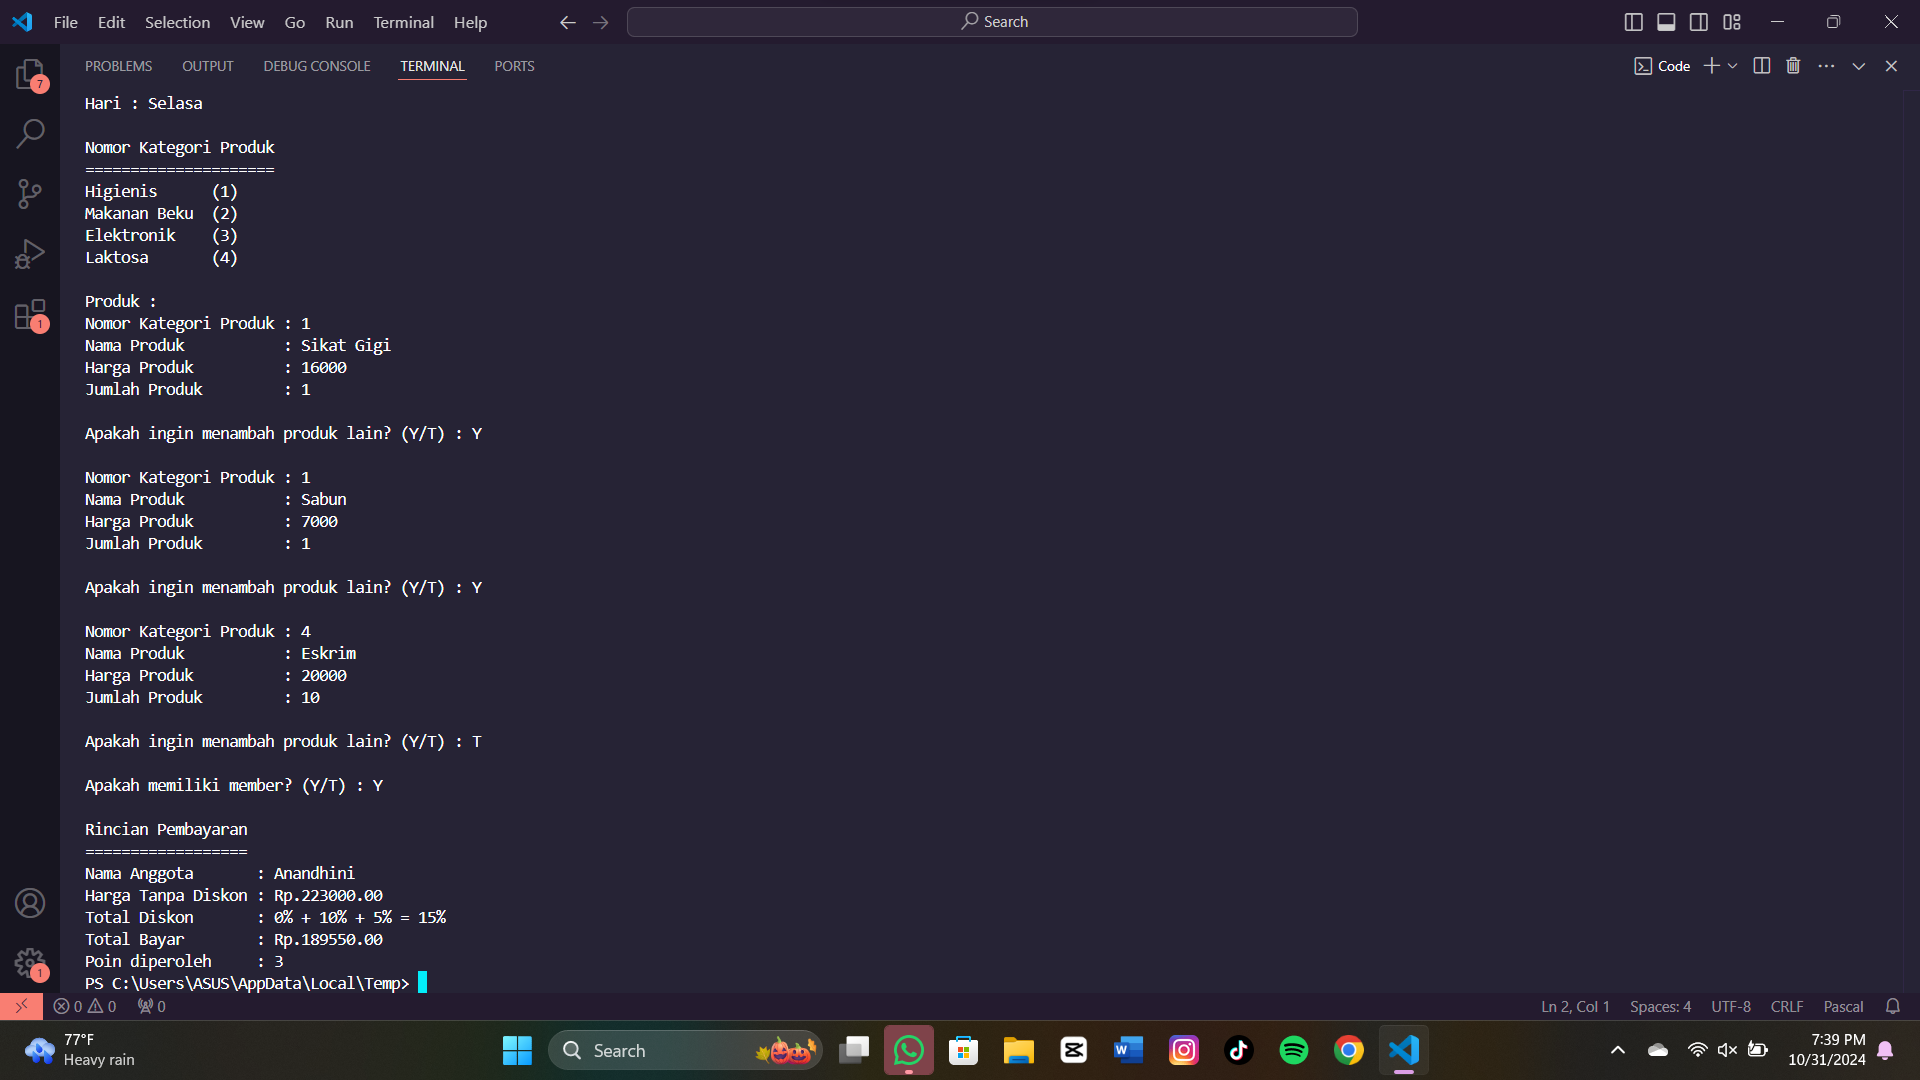 File Edit Selection View Go Run Terminal Help
Search
PROBLEMS OUTPUT DEBUG CONSOLE TERMINAL PORTS
Code
7
1
1
Hari : Selasa
Nomor Kategori Produk
=====================
Higienis (1)
Makanan Beku (2)
Elektronik (3)
Laktosa (4)
Produk :
Nomor Kategori Produk : 1
Nama Produk : Sikat Gigi
Harga Produk : 16000
Jumlah Produk : 1
Apakah ingin menambah produk lain? (Y/T) : Y
Nomor Kategori Produk : 1
Nama Produk : Sabun
Harga Produk : 7000
Jumlah Produk : 1
Apakah ingin menambah produk lain? (Y/T) : Y
Nomor Kategori Produk : 4
Nama Produk : Eskrim
Harga Produk : 20000
Jumlah Produk : 10
Apakah ingin menambah produk lain? (Y/T) : T
Apakah memiliki member? (Y/T) : Y
Rincian Pembayaran
==================
Nama Anggota : Anandhini
Harga Tanpa Diskon : Rp.223000.00
Total Diskon : 0% + 10% + 5% = 15%
Total Bayar : Rp.189550.00
Poin diperoleh : 3
PS C:\Users\ASUS\AppData\Local\Temp>
0 0 0
Ln 2, Col 1 Spaces: 4 UTF-8 CRLF Pascal
77°F
Heavy rain
Search
7:39 PM
10/31/2024